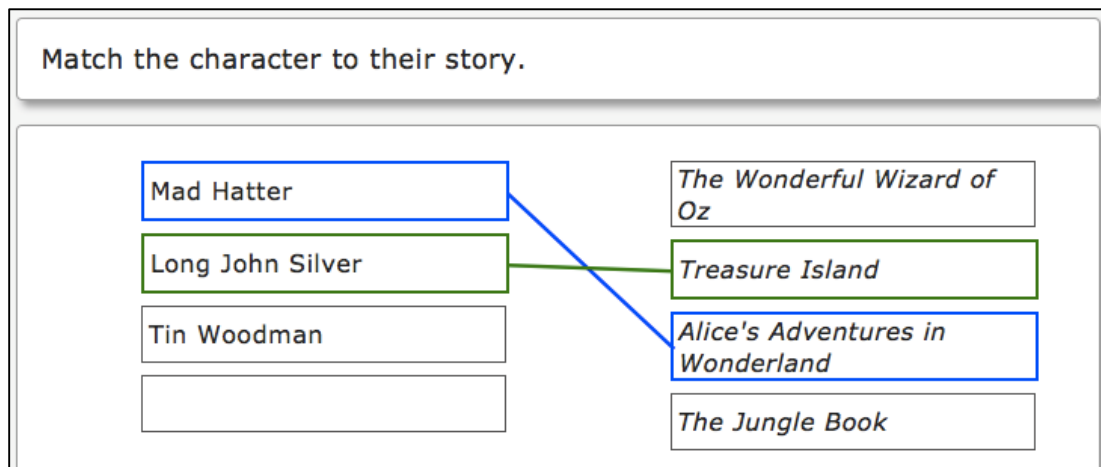 Match the character to their story.
Mad Hatter
Long John Silver
Tin Woodman
The Wonderful Wizard of
Oz
Treasure Island
Alice's Adventures in
Wonderland
The Jungle Book